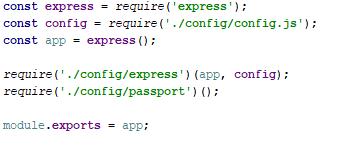 const express = require('express');
const config = require('./config/config.js');
const app = express();
require('./config/express')(app, config);
require('./config/passport')();
module.exports = app;